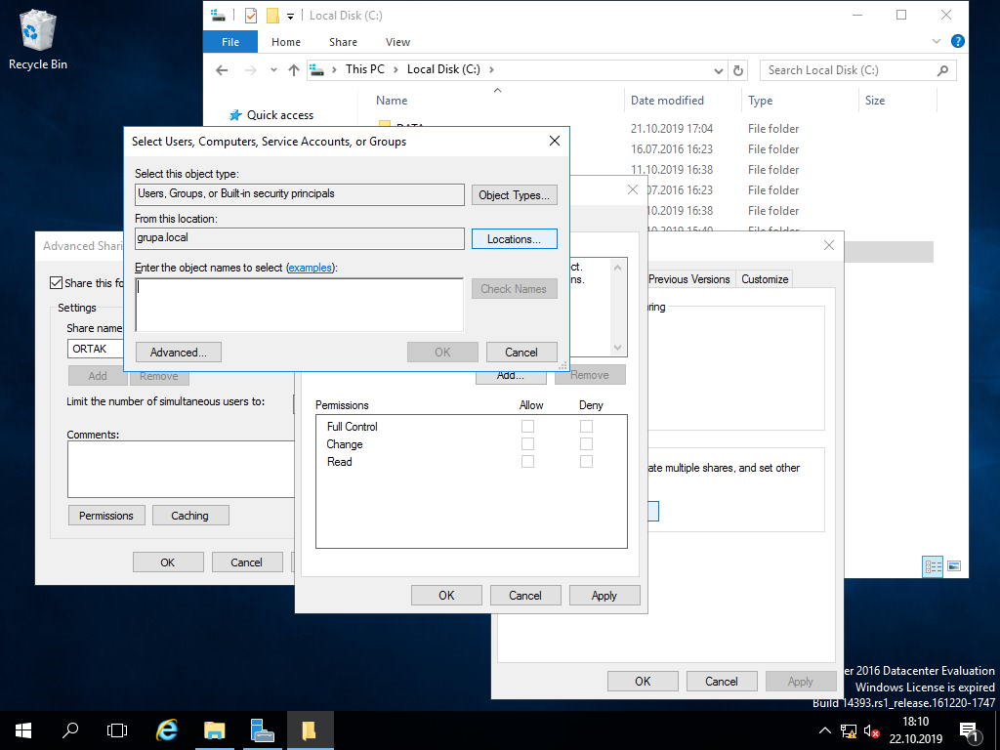 Recycle Bin
Local Disk (C:)
File
Home
Share
View
This PC
Local Disk (C:)
Search Local Disk (C:)
Name
Date modified
Type
Size
Quick access
21.10.2019 17:04
File folder
16.07.2016 16:23
File folder
11.10.2019 16:38
File folder
07.2016 16:23
File folder
10.2019 16:38
File folder
File folder
Select Users, Computers, Service Accounts, or Groups
Select this object type:
Users, Groups, or Built-in security principals
Object Types...
From this location:
grupa.local
Locations...
Enter the object names to select (examples):
Check Names
Advanced...
OK
Cancel
Advanced Shari
Share this fo
Settings
Share name
ORTAK
Add
Remove
Limit the number of simultaneous users to:
Comments:
Permissions
Caching
OK
Cancel
ct.
ns.
Add...
Remove
Permissions
Allow
Deny
Full Control
Change
Read
OK
Cancel
Apply
Previous Versions
Customize
ring
ate multiple shares, and set other
OK
Cancel
Apply
er 2016 Datacenter Evaluation
Windows License is expired
Build 14393.rs1_release.161220-1747
18:10
22.10.2019
1